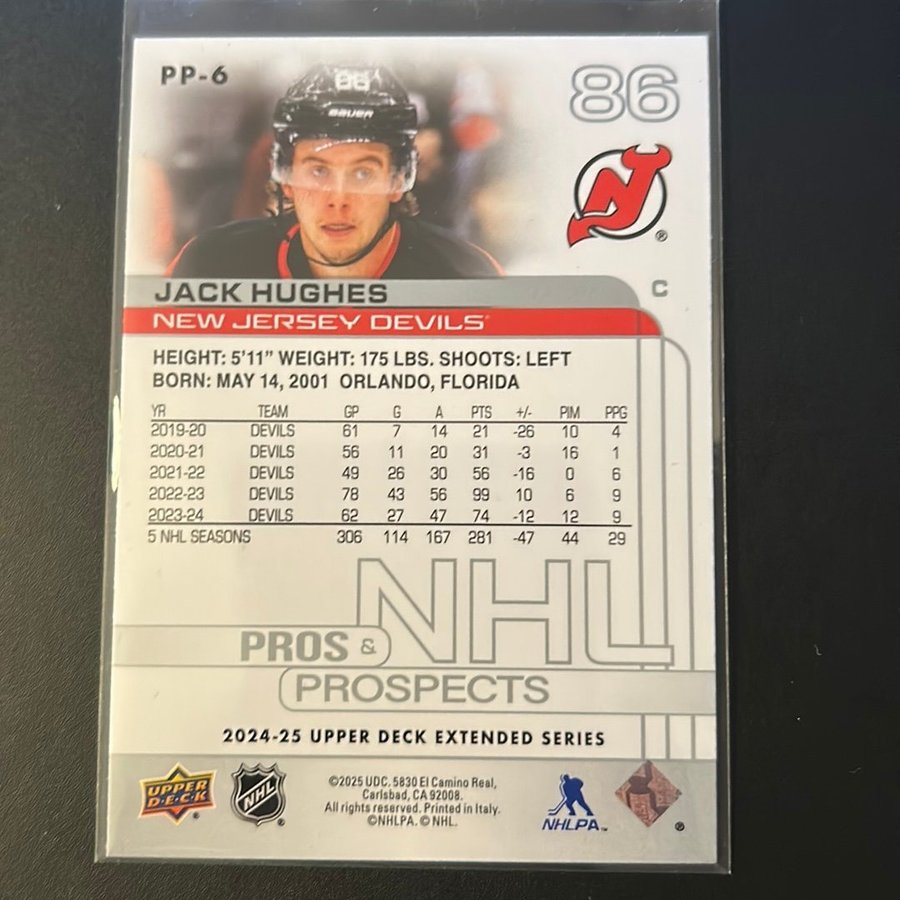 PP-6
86
86
BAUER
N
®
JACK HUGHES
C
NEW JERSEY DEVILS®
HEIGHT: 5'11" WEIGHT: 175 LBS. SHOOTS: LEFT
BORN: MAY 14, 2001 ORLANDO, FLORIDA
YR TEAM GP G A PTS +/- PIM PPG
2019-20 DEVILS 61 7 14 21 -26 10 4
2020-21 DEVILS 56 11 20 31 -3 16 1
2021-22 DEVILS 49 26 30 56 -16 0 6
2022-23 DEVILS 78 43 56 99 10 6 9
2023-24 DEVILS 62 27 47 74 -12 12 9
5 NHL SEASONS 306 114 167 281 -47 44 29
NHL
PROS &
PROSPECTS
2024-25 UPPER DECK EXTENDED SERIES
UPPER
DECK
®
NHL
®
©2025 UDC. 5830 El Camino Real,
Carlsbad, CA 92008.
All rights reserved. Printed in Italy.
©NHLPA. © NHL.
NHLPA™
®